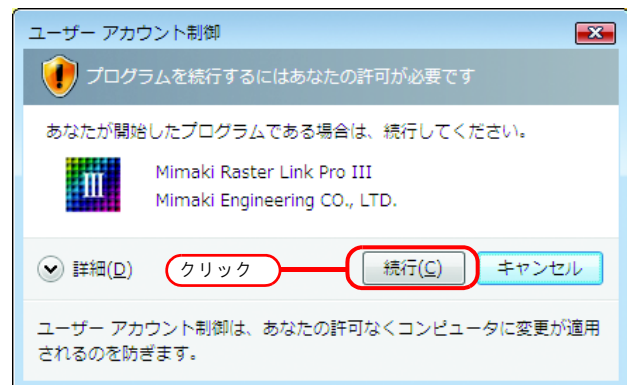 ユーザー アカウント制御
プログラムを続行するにはあなたの許可が必要です
あなたが開始したプログラムである場合は、続行してください。
III
Mimaki Raster Link Pro III
Mimaki Engineering CO., LTD.
詳細(D) クリック 続行(C) キャンセル
ユーザー アカウント制御は、あなたの許可なくコンピュータに変更が適用
されるのを防ぎます。